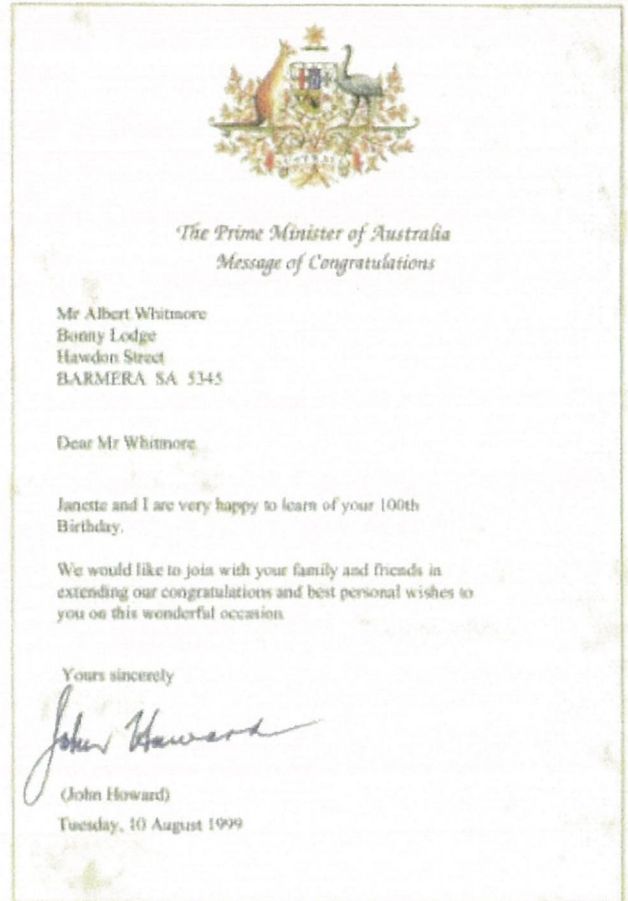 AUSTRALIA
The Prime Minister of Australia
Message of Congratulations
Mr Albert Whitmore
Bonny Lodge
Hawdon Street
BARMERA SA 5345
Dear Mr Whitmore
Janette and I are very happy to learn of your 100th
Birthday.
We would like to join with your family and friends in
extending our congratulations and best personal wishes to
you on this wonderful occasion
Yours sincerely
John Howard
(John Howard)
Tuesday, 10 August 1999